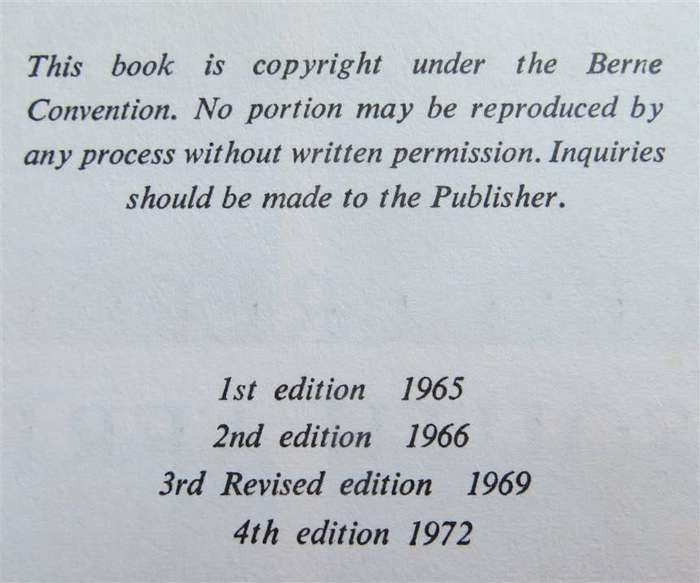 This book is copyright under the Berne
Convention. No portion may be reproduced by
any process without written permission. Inquiries
should be made to the Publisher.
1st edition 1965
2nd edition 1966
3rd Revised edition 1969
4th edition 1972